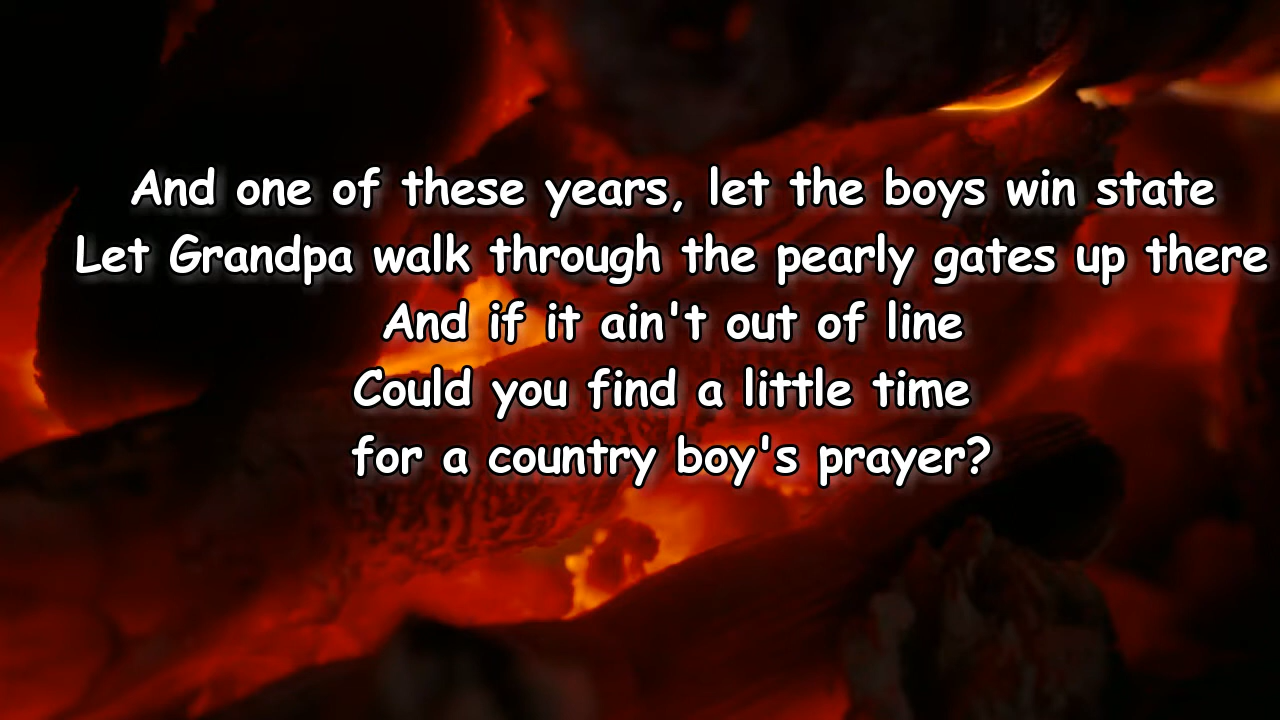 And one of these years, let the boys win state
Let Grandpa walk through the pearly gates up there
And if it ain't out of line
Could you find a little time
for a country boy's prayer?